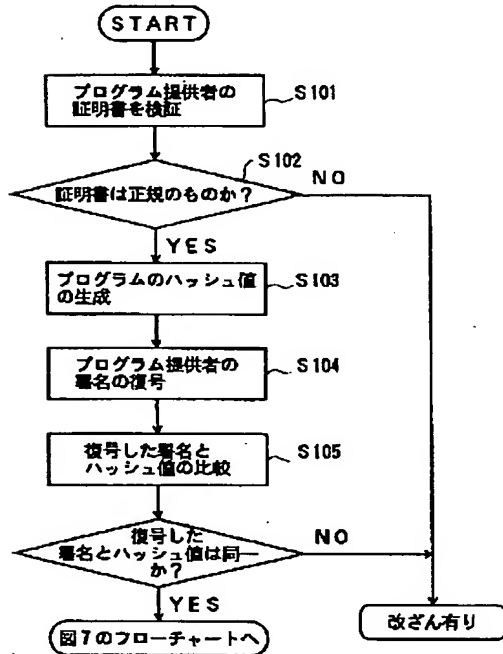 START
プログラム提供者の
証明書を検証
S101
S102
証明書は正規のものか?
NO
YES
プログラムのハッシュ値
の生成
S103
プログラム提供者の
署名の復号
S104
復号した署名と
ハッシュ値の比較
S105
復号した
署名とハッシュ値は同一
か?
NO
YES
図7のフローチャートへ
改ざん有り